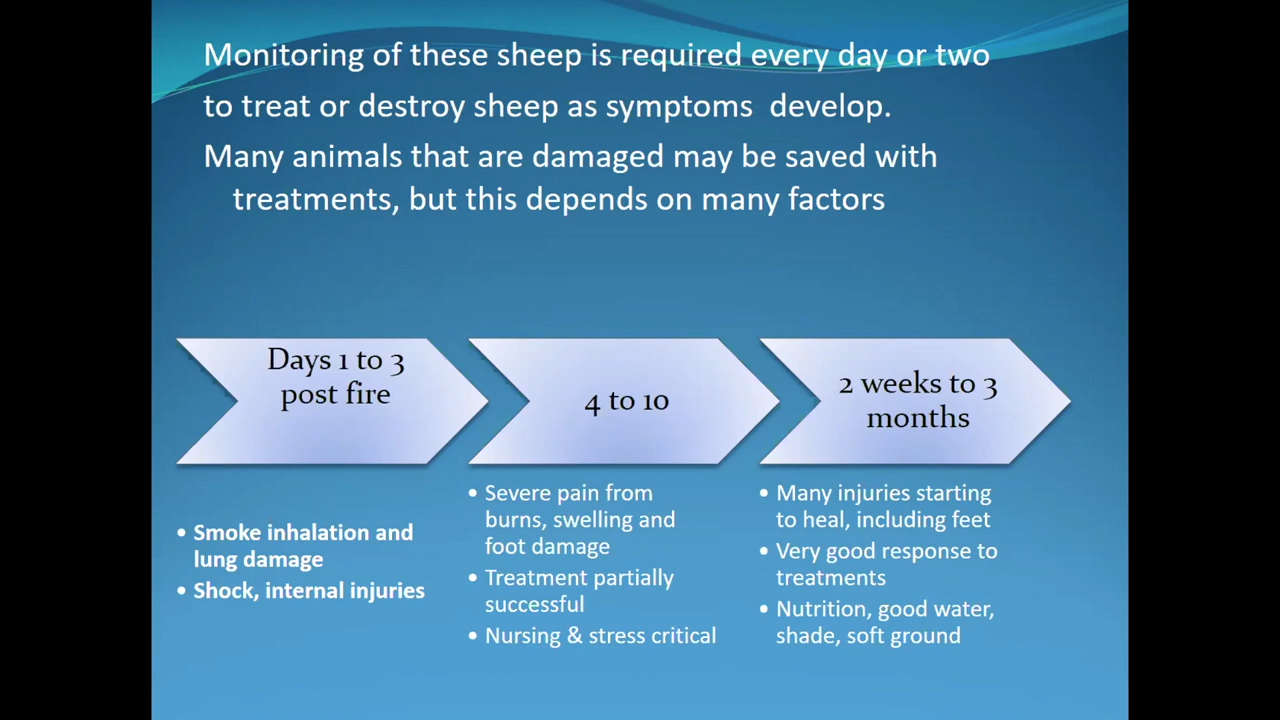 Monitoring of these sheep is required every day or two
to treat or destroy sheep as symptoms  develop.
Many animals that are damaged may be saved with
treatments, but this depends on many factors
Days 1 to 3
post fire
• Smoke inhalation and
lung damage
• Shock, internal injuries
4 to 10
• Severe pain from
burns, swelling and
foot damage
• Treatment partially
successful
• Nursing & stress critical
2 weeks to 3
months
• Many injuries starting
to heal, including feet
• Very good response to
treatments
• Nutrition, good water,
shade, soft ground